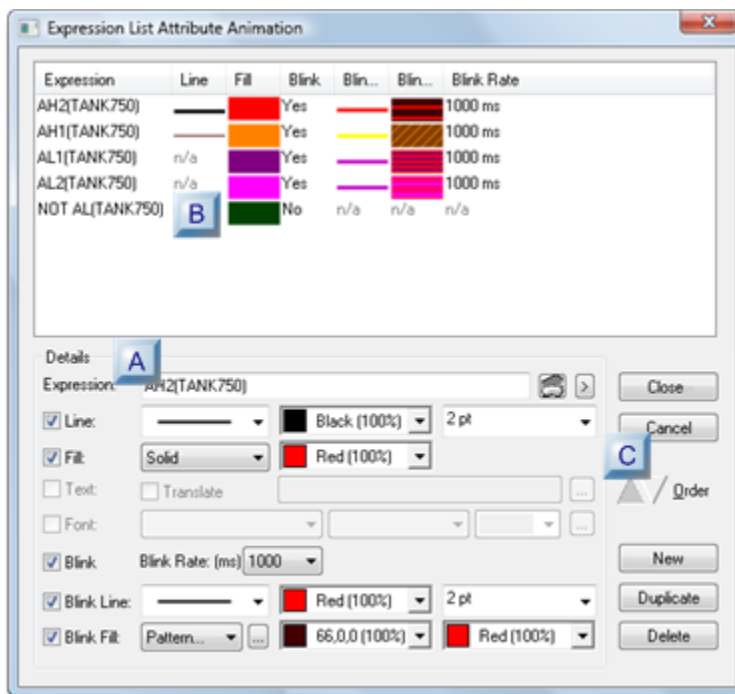 Expression List Attribute Animation
Expression Line Fill Blink Blin... Blin... Blink Rate
AH2(TANK750) Yes 1000 ms
AH1(TANK750) Yes 1000 ms
AL1(TANK750) n/a Yes 1000 ms
AL2(TANK750) n/a Yes 1000 ms
NOT AL(TANK750) B No n/a n/a n/a
Details A
Expression: AH2(TANK750) > Close
Line: Black (100%) 2 pt Cancel
Fill: Solid Red (100%) C
Text: Translate ... Order
Font: ...
Blink Blink Rate: (ms) 1000 New
Blink Line: Red (100%) 2 pt Duplicate
Blink Fill: Pattern... ... 66,0,0 (100%) Red (100%) Delete